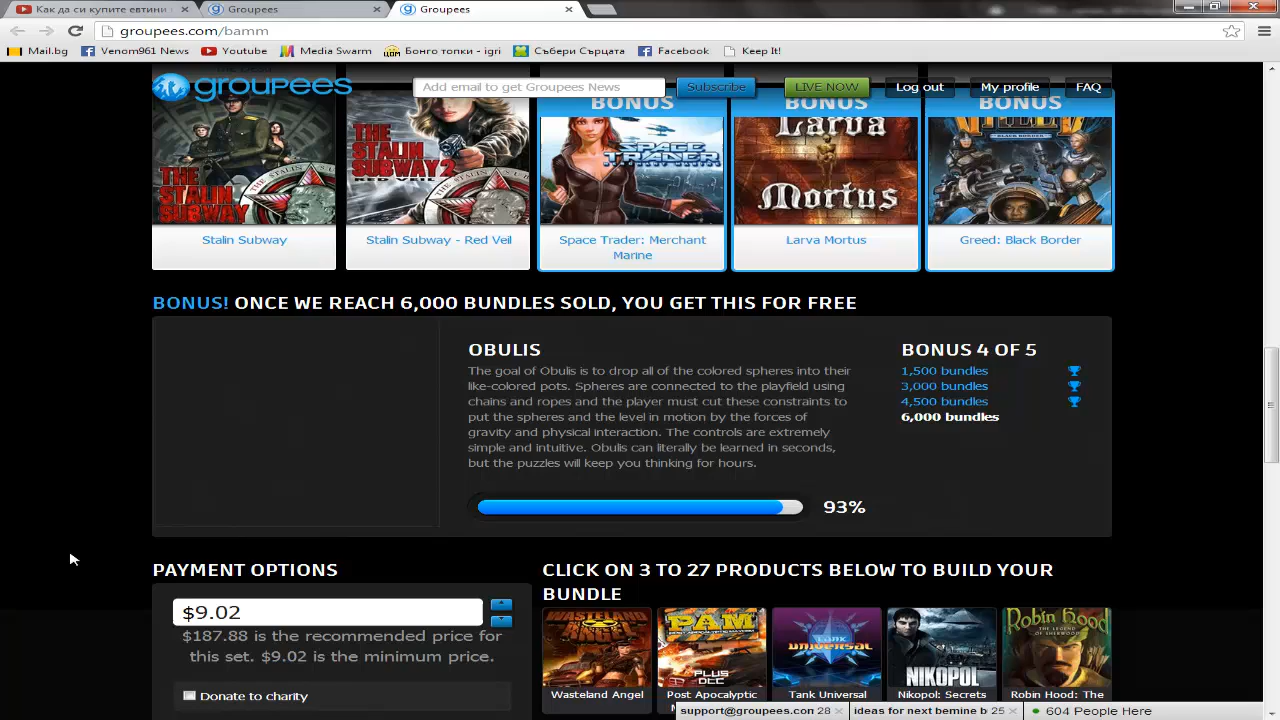 Как да си купите евтини
Groupees
Groupees
groupees.com/bamm
Mail.bg
Venom961 News
Youtube
Media Swarm
Бонго топки - igri
Събери Сърцата
Facebook
Keep It!
groupees
Add email to get Groupees News
Subscribe
LIVE NOW
Log out
My profile
FAQ
BONUS
BONUS
BONUS
THE STALIN SUBWAY
THE STALIN SUBWAY 2
RED VEIL
SPACE TRADER
Larva Mortus
BLACK BORDER
Stalin Subway
Stalin Subway - Red Veil
Space Trader: Merchant
Marine
Larva Mortus
Greed: Black Border
BONUS! ONCE WE REACH 6,000 BUNDLES SOLD, YOU GET THIS FOR FREE
OBULIS
The goal of Obulis is to drop all of the colored spheres into their
like-colored pots. Spheres are connected to the playfield using
chains and ropes and the player must cut these constraints to
put the spheres and the level in motion by the forces of
gravity and physical interaction. The controls are extremely
simple and intuitive. Obulis can literally be learned in seconds,
but the puzzles will keep you thinking for hours.
93%
BONUS 4 OF 5
1,500 bundles
3,000 bundles
4,500 bundles
6,000 bundles
PAYMENT OPTIONS
$9.02
$187.88 is the recommended price for
this set. $9.02 is the minimum price.
Donate to charity
CLICK ON 3 TO 27 PRODUCTS BELOW TO BUILD YOUR
BUNDLE
WASTELAND ANGEL
PAM
PLUS DLC
Tank Universal
NIKOPOL
Robin Hood
THE LEGEND OF SHERWOOD
Wasteland Angel
Post Apocalyptic
Tank Universal
Nikopol: Secrets
Robin Hood: The
support@groupees.com 28
ideas for next bemine b 25
604 People Here